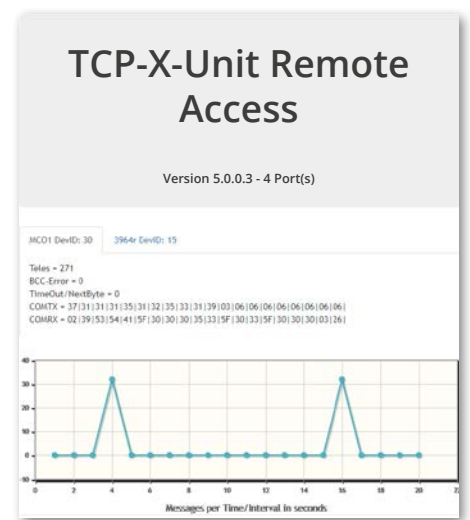 TCP-X-Unit Remote
Access
Version 5.0.0.3 - 4 Port(s)
MCO1 DevID: 30 3964r DevID: 15
Teles = 271
BCC-Error = 0
TimeOut/NextByte = 0
COMTX = 37|31|31|31|35|31|32|35|33|31|39|03|06|06|06|06|06|06|06|06|
COMRX = 02|39|53|54|41|5F|30|30|30|35|33|5F|30|33|5F|30|30|30|03|26|
40
30
20
10
0
-10
0 2 4 6 8 10 12 14 16 18 20 22
Messages per Time/Interval in seconds